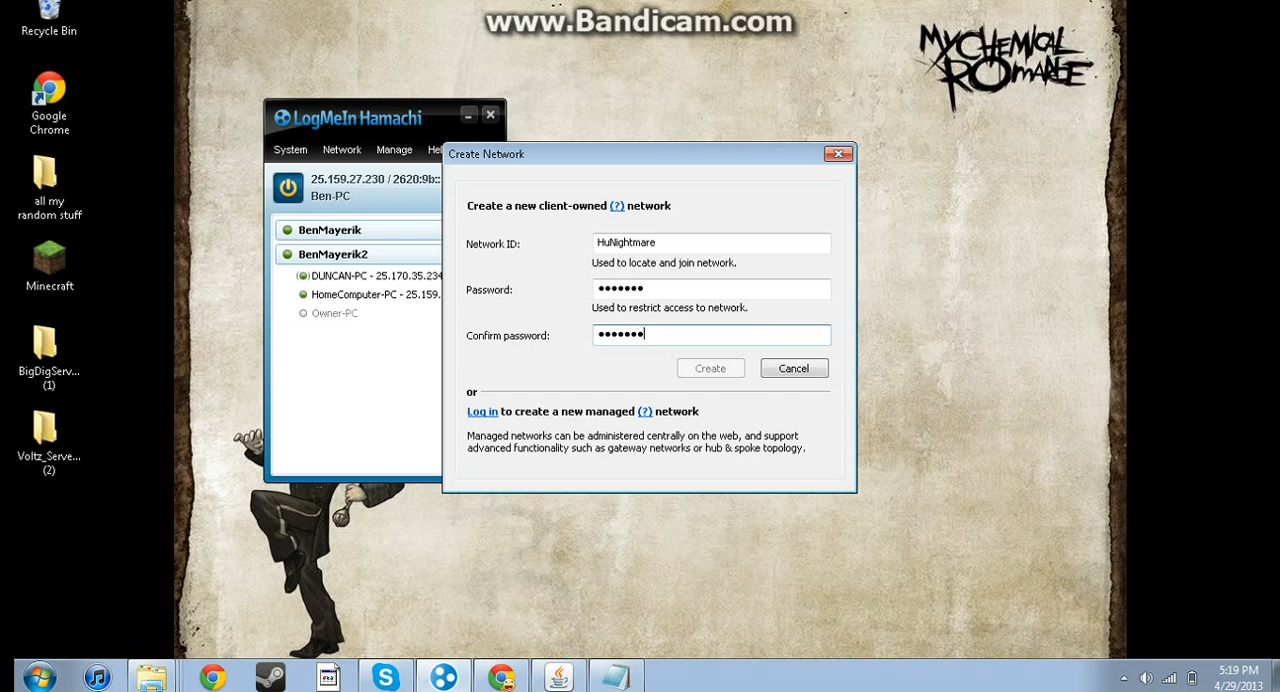 www.Bandicam.com
Recycle Bin
MY CHEMICAL
ROMANCE
Google
Chrome
all my
random stuff
Minecraft
BigDigServ...
(1)
Voltz_Serve...
(2)
LogMeIn Hamachi
System Network Manage Hel
25.159.27.230 / 2620:9b::
Ben-PC
BenMayerik
BenMayerik2
DUNCAN-PC - 25.170.35.234
HomeComputer-PC - 25.159.
Owner-PC
Create Network
Create a new client-owned (?) network
Network ID: HuNightmare
Used to locate and join network.
Password: •••••••
Used to restrict access to network.
Confirm password: •••••••
Create Cancel
or
Log in to create a new managed (?) network
Managed networks can be administered centrally on the web, and support
advanced functionality such as gateway networks or hub & spoke topology.
5:19 PM
4/29/2013